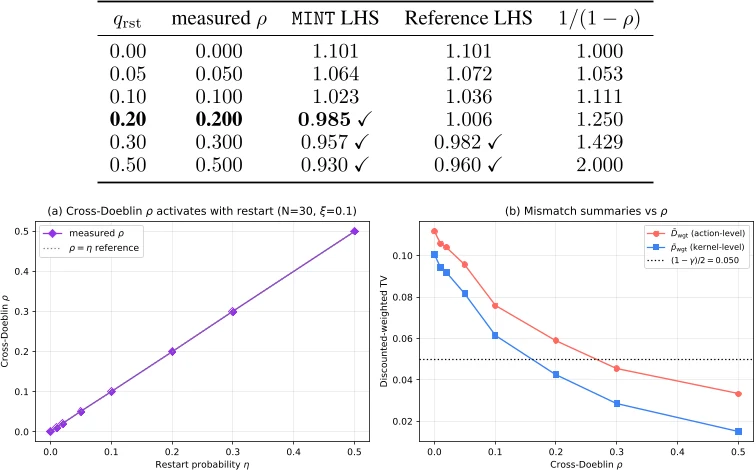 q_rst measured ρ MINT LHS Reference LHS 1/(1 − ρ)
0.00 0.000 1.101 1.101 1.000
0.05 0.050 1.064 1.072 1.053
0.10 0.100 1.023 1.036 1.111
0.20 0.200 0.985 ✓ 1.006 1.250
0.30 0.300 0.957 ✓ 0.982 ✓ 1.429
0.50 0.500 0.930 ✓ 0.960 ✓ 2.000
(a) Cross-Doeblin ρ activates with restart (N=30, ξ=0.1)
measured ρ
ρ = η reference
Cross-Doeblin ρ
0.5
0.4
0.3
0.2
0.1
0.0
0.0 0.1 0.2 0.3 0.4 0.5
Restart probability η
(b) Mismatch summaries vs ρ
D̄_wgt (action-level)
p̄_wgt (kernel-level)
(1 − γ)/2 = 0.050
Discounted-weighted TV
0.10
0.08
0.06
0.04
0.02
0.0 0.1 0.2 0.3 0.4 0.5
Cross-Doeblin ρ